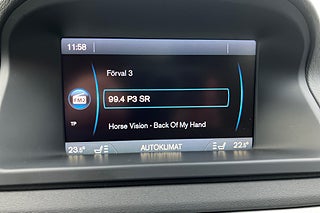 11:58
Förval 3
FM1
99.4 P3 SR
TP
Horse Vision - Back Of My Hand
23.5° AUTOKLIMAT 22.5°